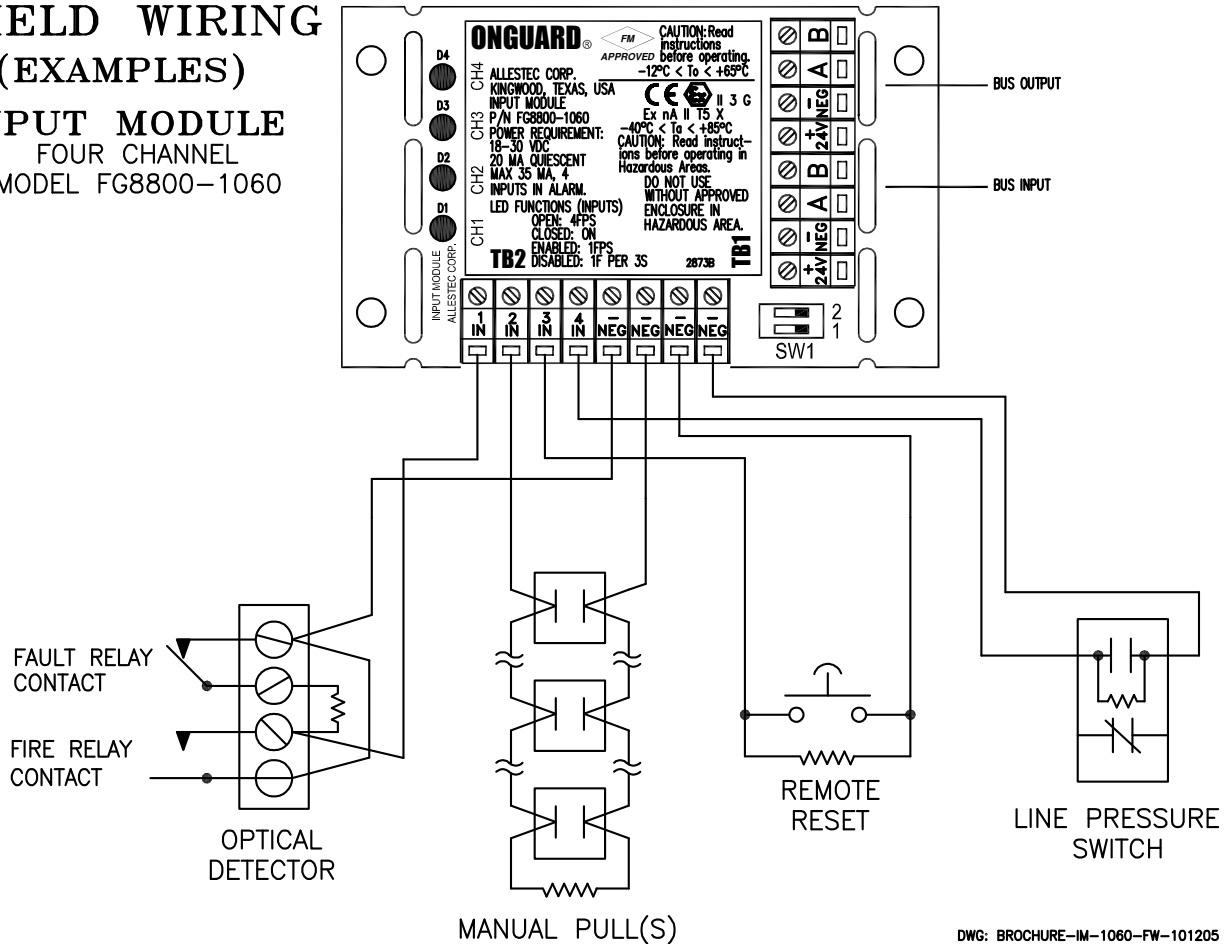 IELD WIRING
(EXAMPLES)
PUT MODULE
FOUR CHANNEL
MODEL FG8800-1060
D4
D3
D2
D1
CH4
CH3
CH2
CH1
INPUT MODULE
ALLESTEC CORP.
ONGUARD®
FM
APPROVED
CAUTION: Read
instructions
before operating.
-12°C < To < +65°C
ALLESTEC CORP.
KINGWOOD, TEXAS, USA
INPUT MODULE
P/N FG8800-1060
POWER REQUIREMENT:
18-30 VDC
20 MA QUIESCENT
MAX 35 MA, 4
INPUTS IN ALARM.
CE Ex II 3 G
Ex nA II T5 X
-40°C < Ta < +85°C
CAUTION: Read instruct-
ions before operating in
Hazardous Areas.
DO NOT USE
WITHOUT APPROVED
ENCLOSURE IN
HAZARDOUS AREA.
LED FUNCTIONS (INPUTS)
OPEN: 4FPS
CLOSED: ON
ENABLED: 1FPS
DISABLED: 1F PER 3S
TB2
2873B
TB1
B
A
- NEG
+ 24V
B
A
- NEG
+ 24V
BUS OUTPUT
BUS INPUT
1 IN
2 IN
3 IN
4 IN
- NEG
- NEG
- NEG
- NEG
2
1
SW1
FAULT RELAY
CONTACT
FIRE RELAY
CONTACT
OPTICAL
DETECTOR
MANUAL PULL(S)
REMOTE
RESET
LINE PRESSURE
SWITCH
DWG: BROCHURE-IM-1060-FW-101205